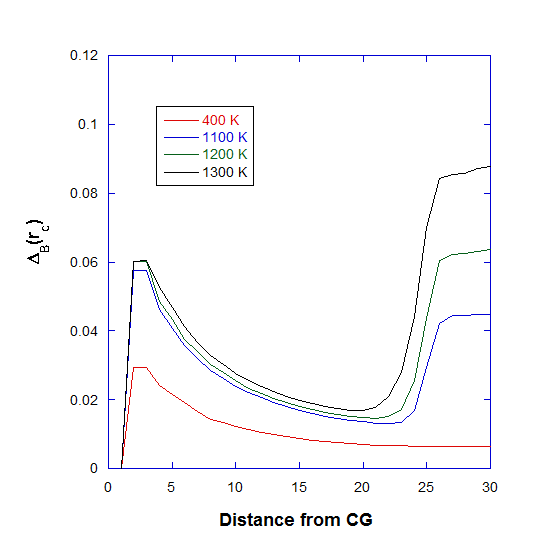 0.12
0.1
0.08
0.06
0.04
0.02
0
Δ_B(r_c)
400 K
1100 K
1200 K
1300 K
0 5 10 15 20 25 30
Distance from CG